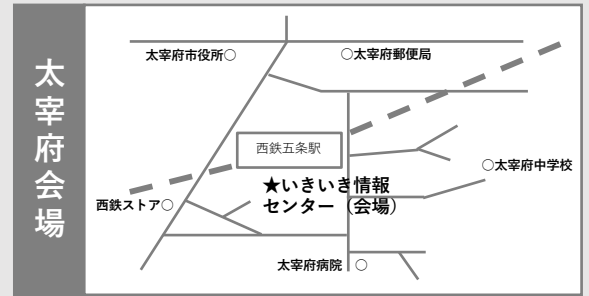 太宰府会場
太宰府市役所○
○太宰府郵便局
西鉄五条駅
○太宰府中学校
★いきいき情報
センター（会場）
西鉄ストア○
太宰府病院 ○